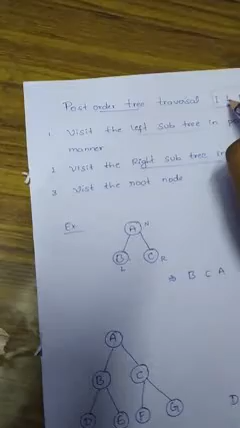 Post order tree traversal
1. Visit the left sub tree in
manner
2 Visit the Right sub tree in
3 Visit the root node
Ex.
A N
B C R
L
⇒ B C A
A
B C
D E F G
D